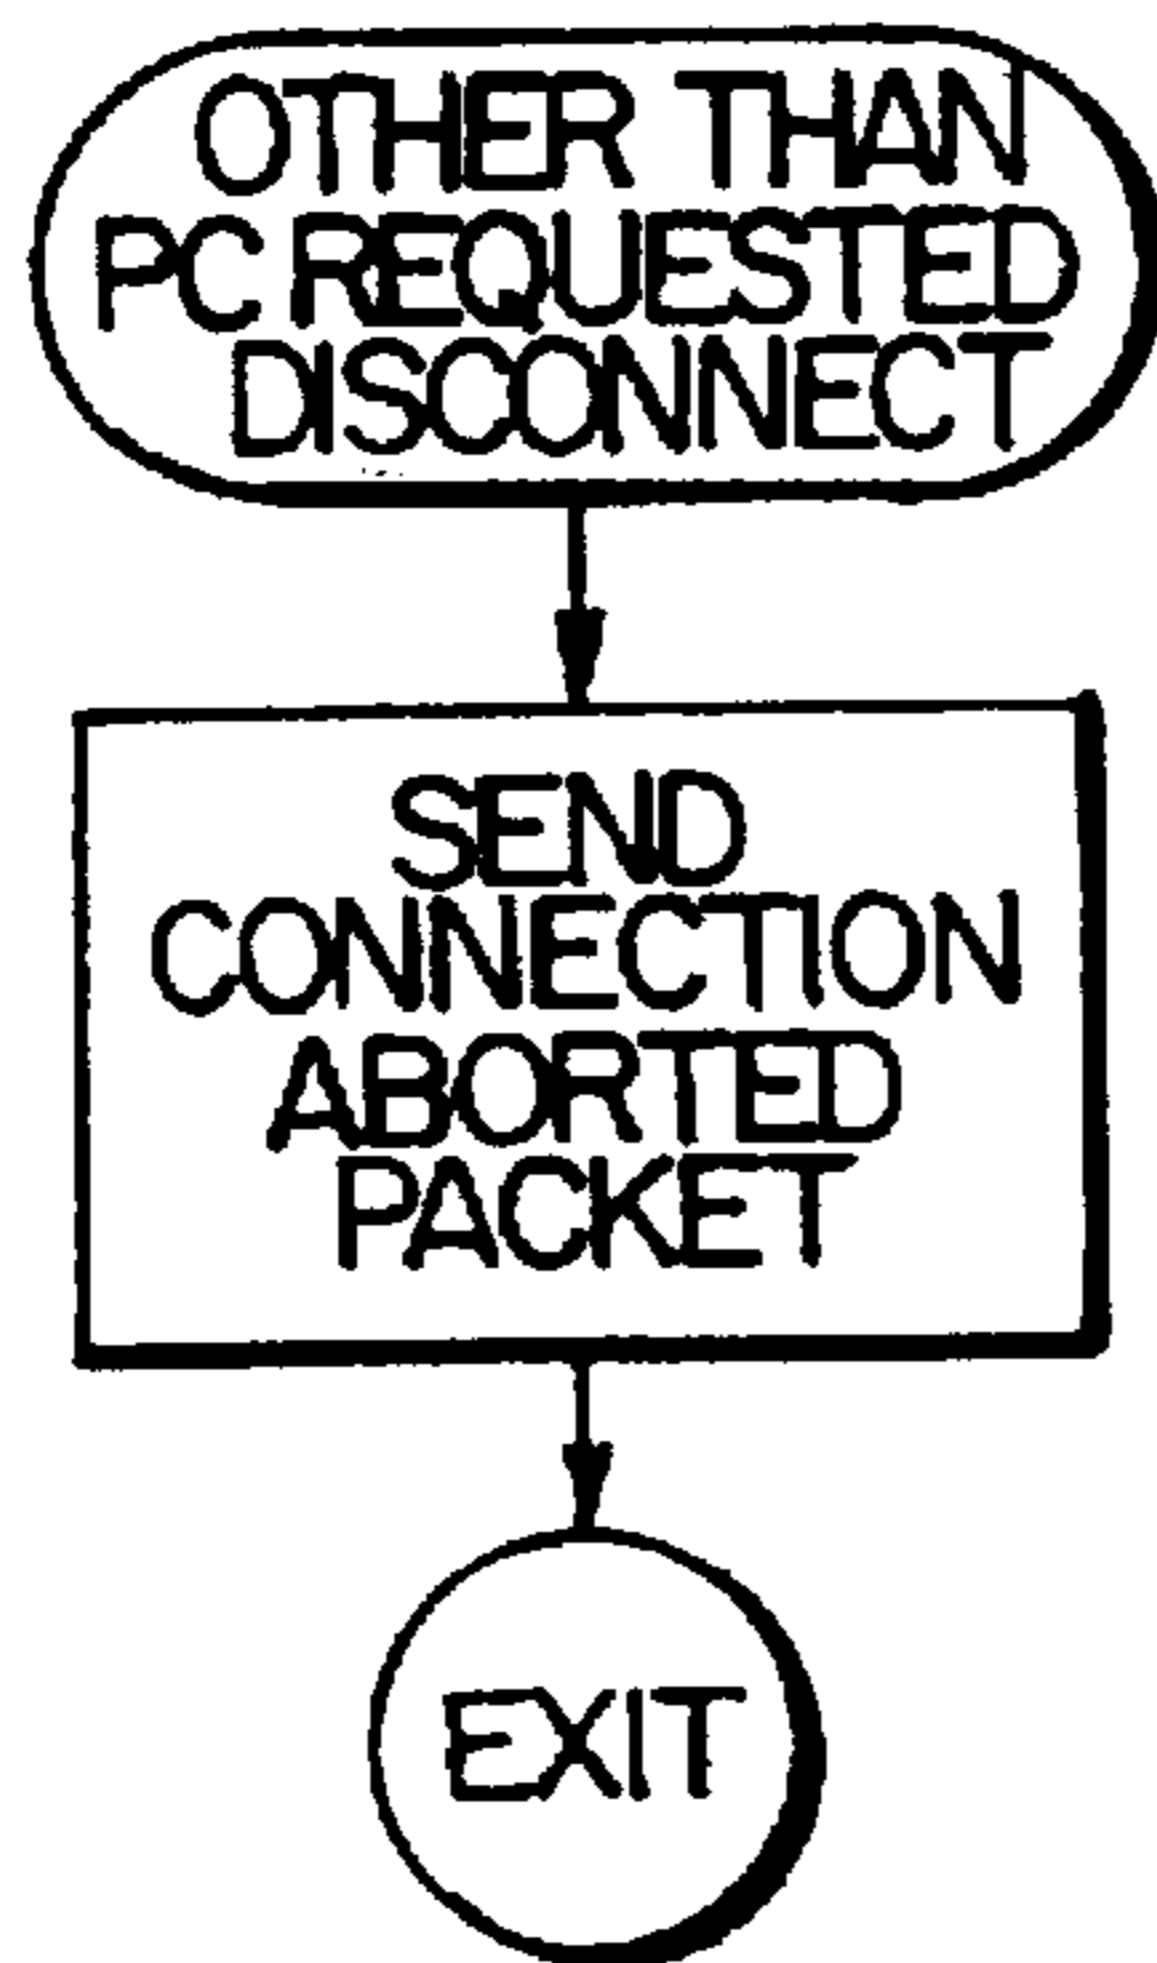 OTHER THAN
PC REQUESTED
DISCONNECT
SEND
CONNECTION
ABORTED
PACKET
EXIT